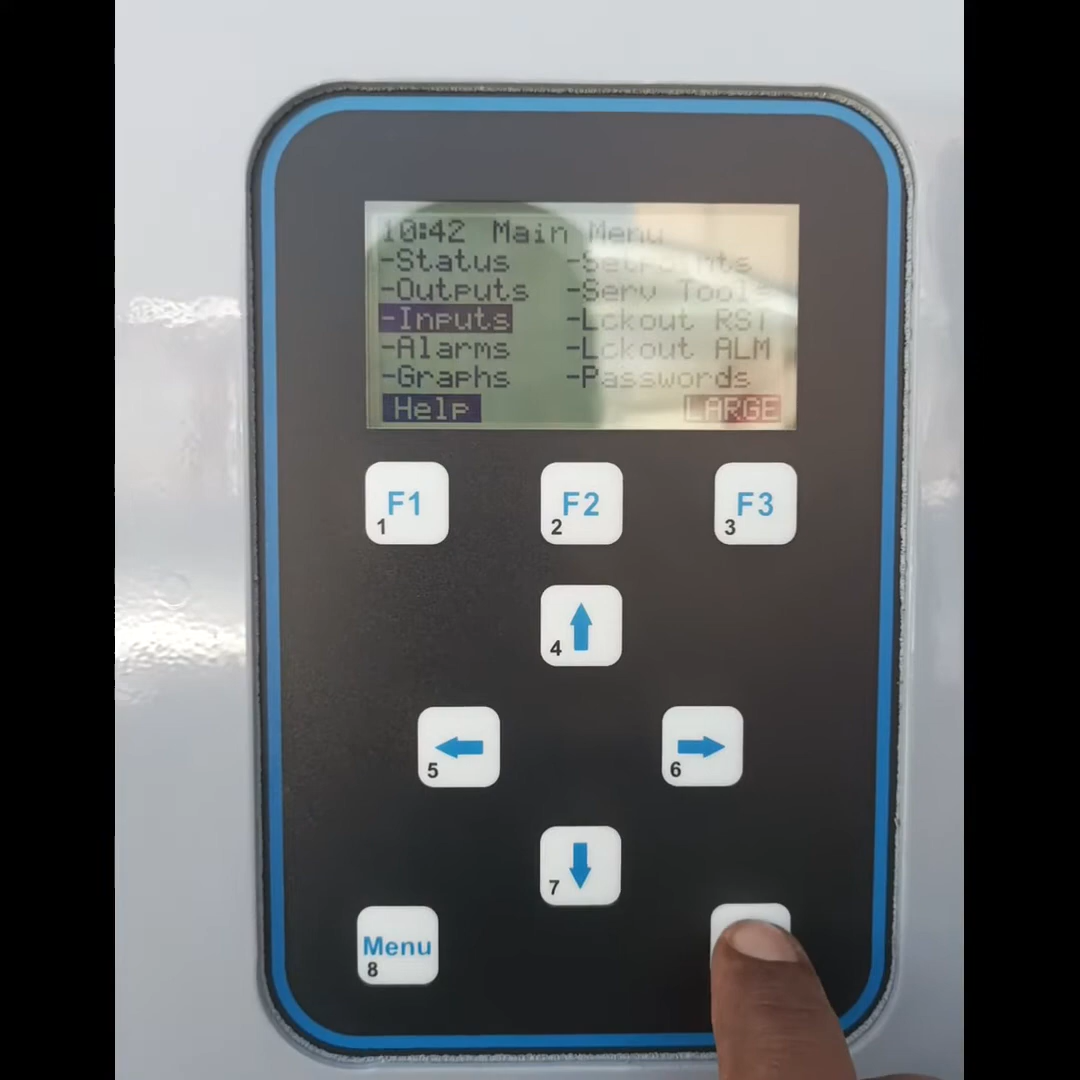 10:42 Main Menu
-Status -Setpoints
-Outputs -Serv Tools
-Inputs -Lckout RST
-Alarms -Lckout ALM
-Graphs -Passwords
Help LARGE
F1 F2 F3
1 2 3
4
5 6
7
Menu
8